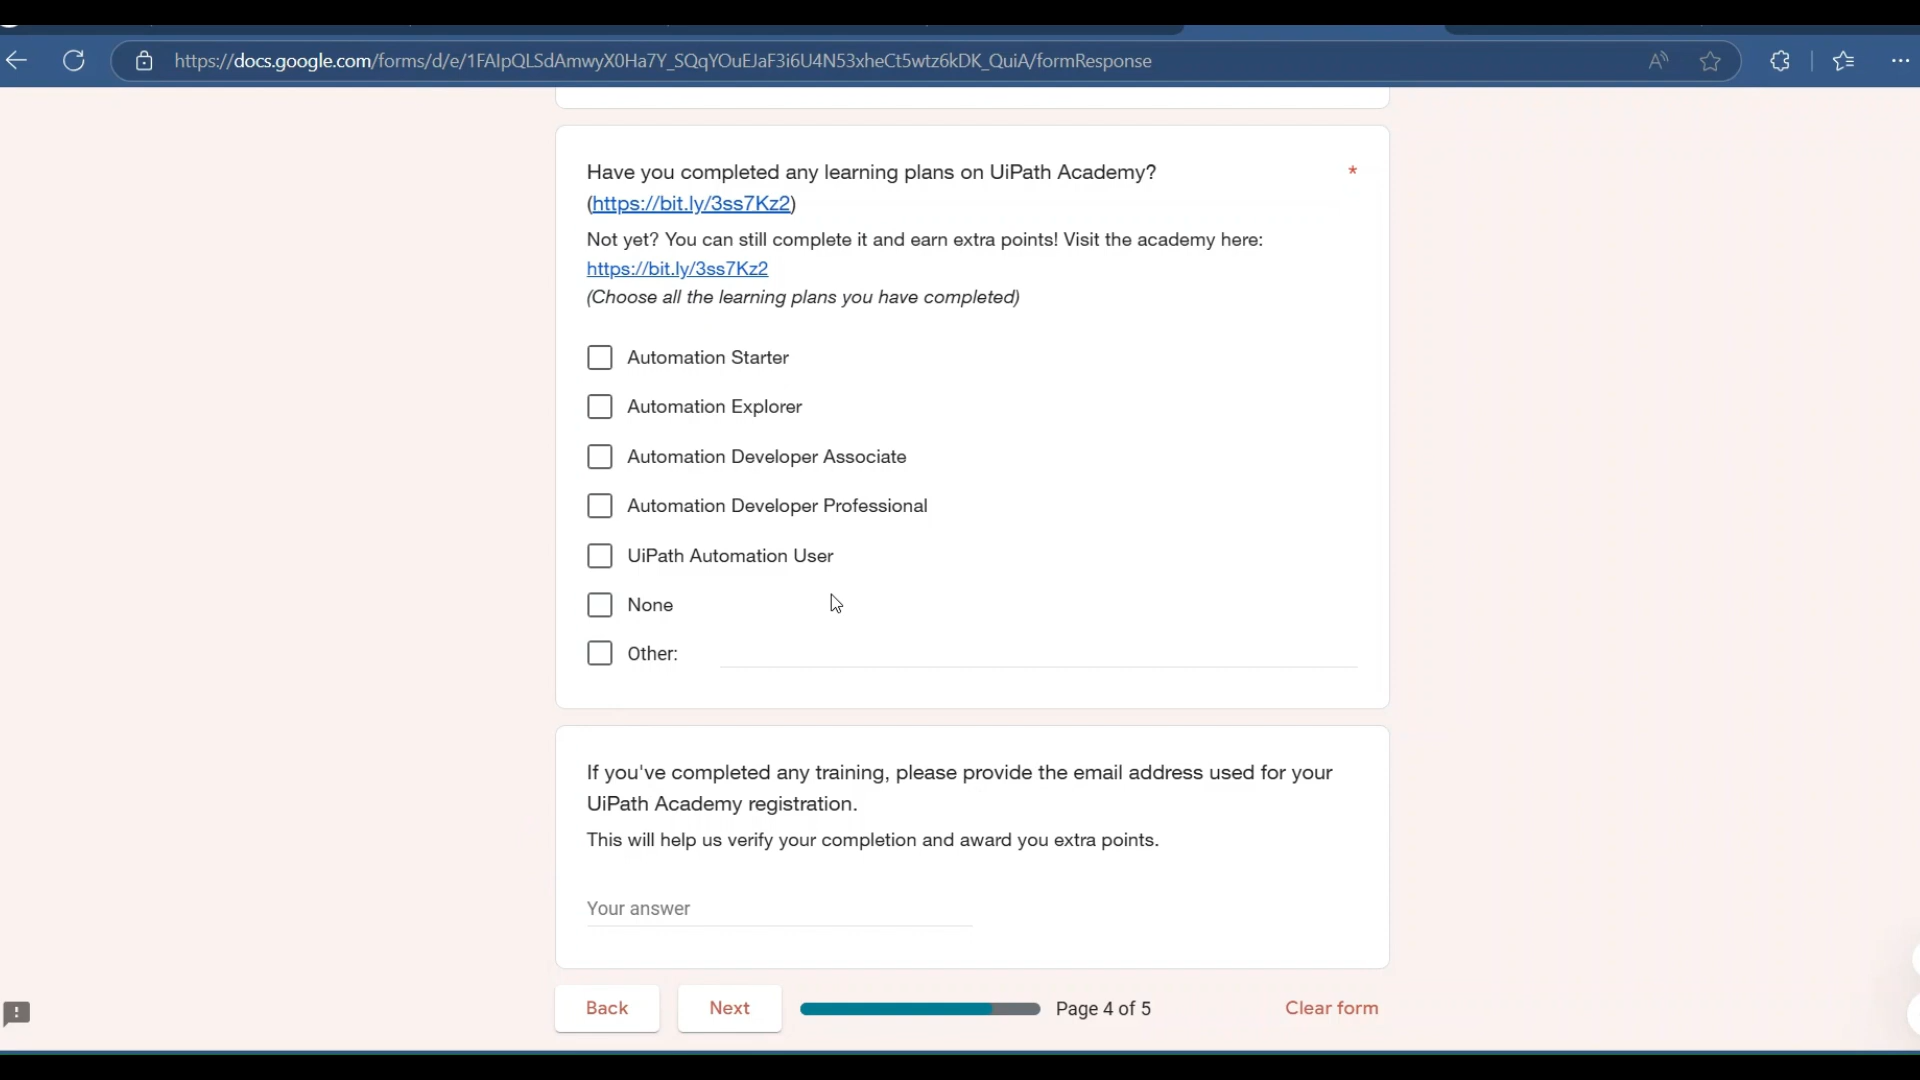 https://docs.google.com/forms/d/e/1FAIpQLSdAmwyX0Ha7Y_SQqYOuEJaF3i6U4N53xheCt5wtz6kDK_QuiA/formResponse
Have you completed any learning plans on UiPath Academy? *
(https://bit.ly/3ss7Kz2)
Not yet? You can still complete it and earn extra points! Visit the academy here:
https://bit.ly/3ss7Kz2
(Choose all the learning plans you have completed)
Automation Starter
Automation Explorer
Automation Developer Associate
Automation Developer Professional
UiPath Automation User
None
Other:
If you've completed any training, please provide the email address used for your
UiPath Academy registration.
This will help us verify your completion and award you extra points.
Your answer
Back Next Page 4 of 5 Clear form